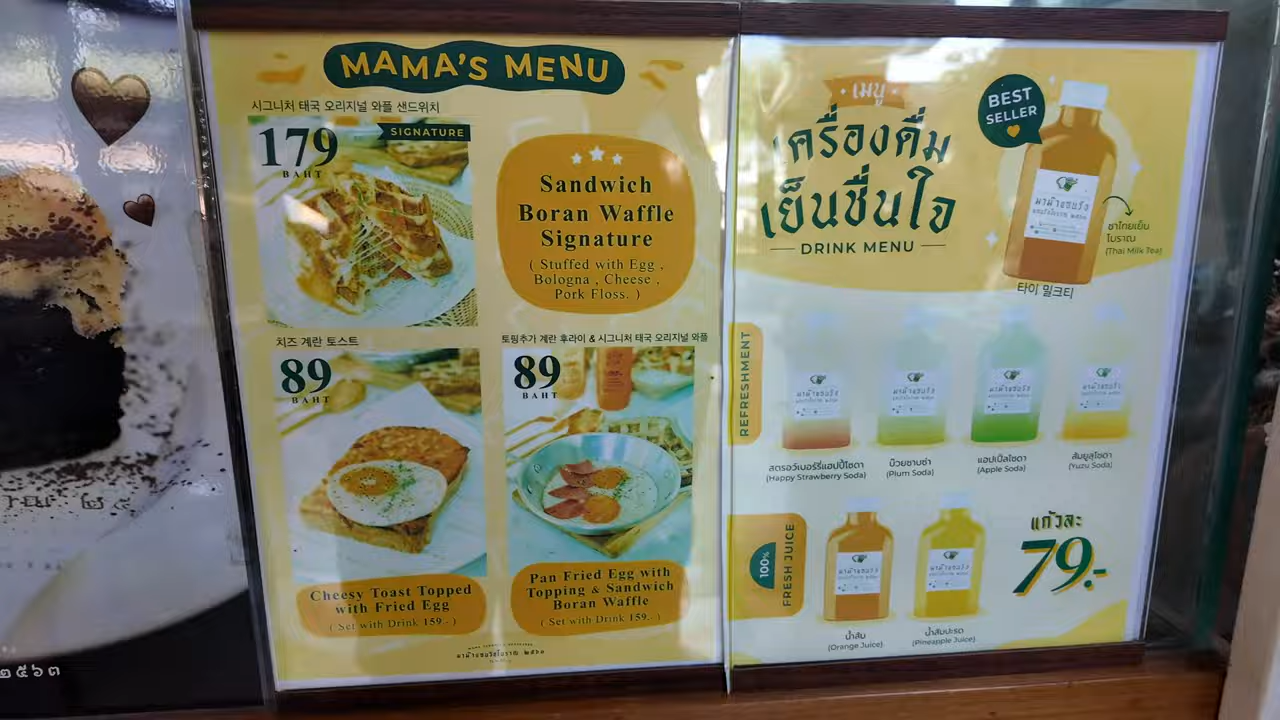 MAMA'S MENU
시그니처 태국 오리지널 와플 샌드위치
179
BAHT
SIGNATURE
Sandwich
Boran Waffle
Signature
( Stuffed with Egg ,
Bologna , Cheese ,
Pork Floss. )
치즈 계란 토스트
89
BAHT
Cheesy Toast Topped
with Fried Egg
( Set with Drink 159.- )
토핑추가 계란 후라이 & 시그니처 태국 오리지널 와플
89
BAHT
Pan Fried Egg with
Topping & Sandwich
Boran Waffle
( Set with Drink 159.- )
เมนู
เครื่องดื่ม
เย็นชื่นใจ
DRINK MENU
BEST
SELLER
ชาไทยเย็น
โบราณ
(Thai Milk Tea)
타이 밀크티
REFRESHMENT
สตรอว์เบอร์รี่แฮปปี้โซดา
(Happy Strawberry Soda)
บ๊วยซาบซ่า
(Plum Soda)
แอปเปิ้ลโซดา
(Apple Soda)
ส้มยูสุโซดา
(Yuzu Soda)
100%
FRESH JUICE
น้ำส้ม
(Orange Juice)
น้ำสับปะรด
(Pineapple Juice)
แก้วละ
79.-
๒๕๖๓